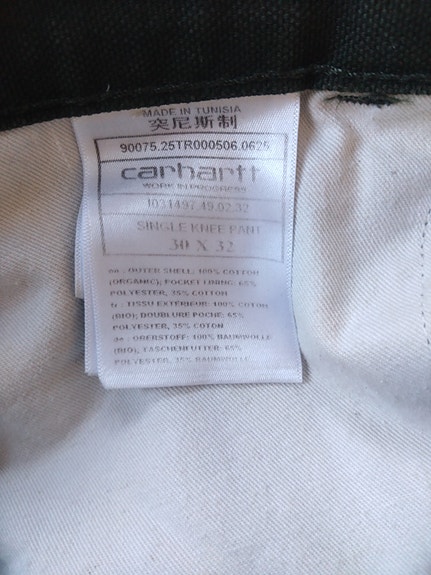 MADE IN TUNISIA
突尼斯制
90075.25TR000506.0625
carhartt
WORK IN PROGRESS
I031497.49.02.32
SINGLE KNEE PANT
30 X 32
en : OUTER SHELL: 100% COTTON
(ORGANIC); POCKET LINING: 65%
POLYESTER, 35% COTTON
fr : TISSU EXTERIEUR: 100% COTON
(BIO); DOUBLURE POCHE: 65%
POLYESTER, 35% COTON
de : OBERSTOFF: 100% BAUMWOLLE
(BIO); TASCHENFUTTER: 65%
POLYESTER, 35% BAUMWOLLE